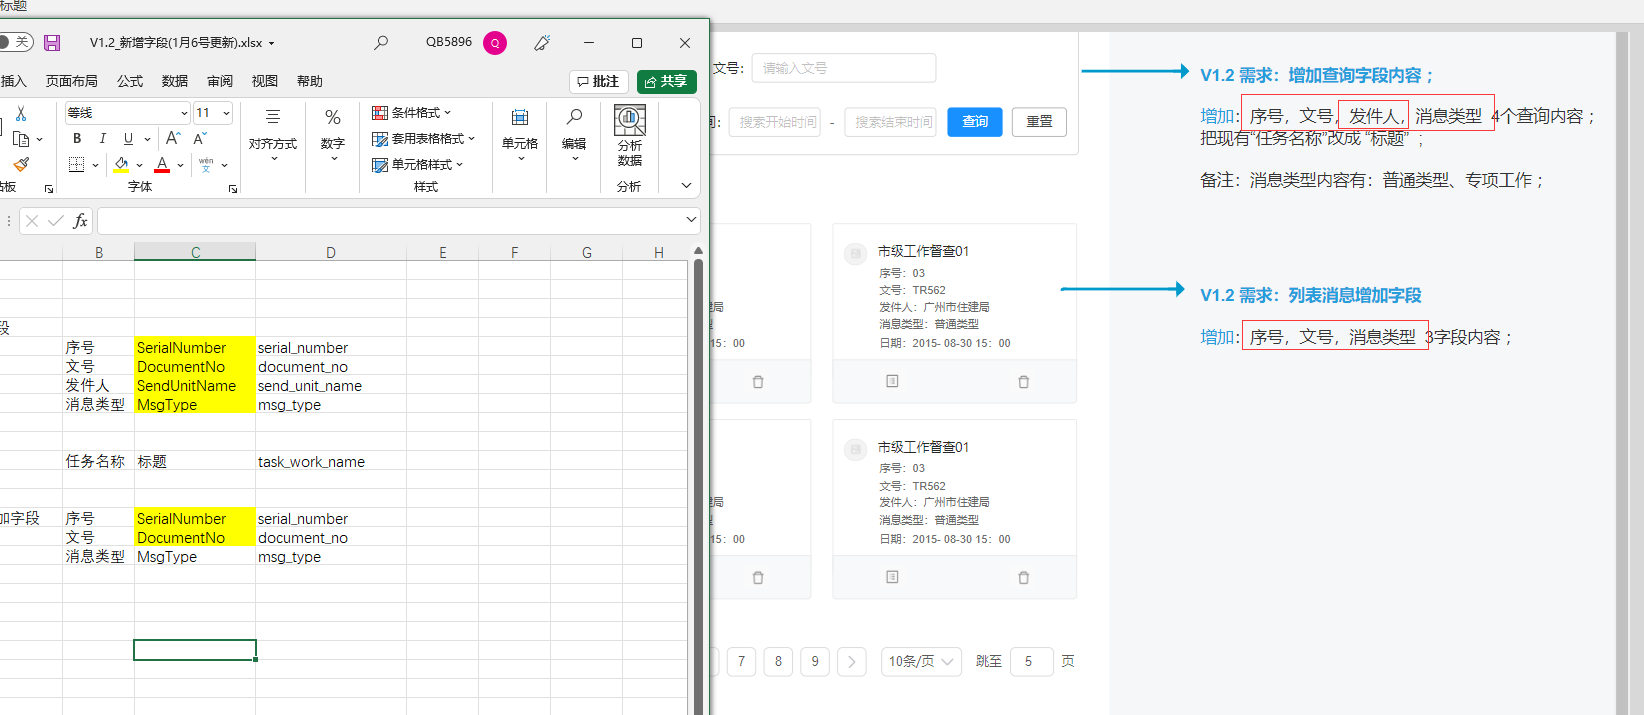 标题
关
V1.2_新增字段(1月6号更新).xlsx
QB5896
Q
插入 页面布局 公式 数据 审阅 视图 帮助
批注
共享
等线
11
B I U A A
wén
文
A
字体
对齐方式
%
数字
条件格式
套用表格格式
单元格样式
样式
单元格
编辑
分析
数据
分析
fx
B C D E F G H
段
序号 SerialNumber serial_number
文号 DocumentNo document_no
发件人 SendUnitName send_unit_name
消息类型 MsgType msg_type
任务名称 标题 task_work_name
加字段 序号 SerialNumber serial_number
文号 DocumentNo document_no
消息类型 MsgType msg_type
文号: 请输入文号
搜索开始时间 - 搜索结束时间 查询 重置
市级工作督查01
序号：03
文号：TR562
发件人：广州市住建局
消息类型：普通类型
日期：2015- 08-30 15：00
建局
型
15：00
市级工作督查01
序号：03
文号：TR562
发件人：广州市住建局
消息类型：普通类型
日期：2015- 08-30 15：00
建局
型
15：00
7 8 9 10条/页 跳至 5 页
V1.2 需求：增加查询字段内容；
增加：序号，文号，发件人，消息类型 4个查询内容；
把现有“任务名称”改成 “标题” ；
备注：消息类型内容有：普通类型、专项工作；
V1.2 需求：列表消息增加字段
增加：序号，文号，消息类型 3字段内容；